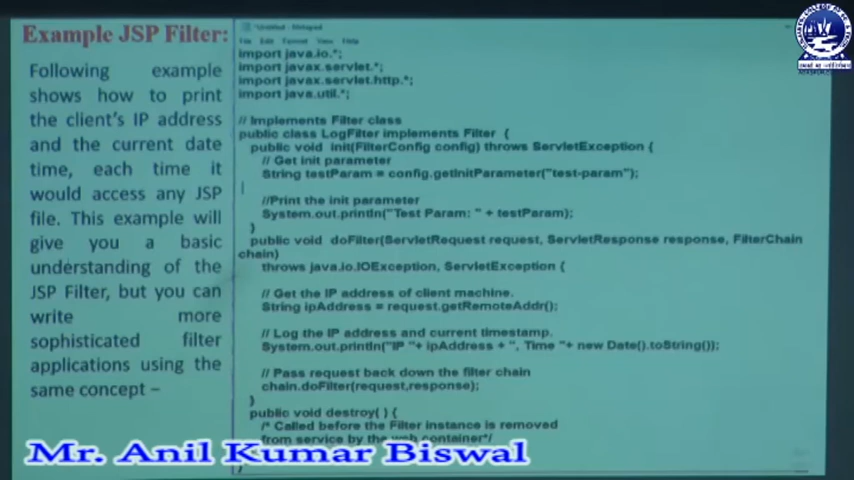 Example JSP Filter:
Following example
shows how to print
the client's IP address
and the current date
time, each time it
would access any JSP
file. This example will
give you a basic
understanding of the
JSP Filter, but you can
write more
sophisticated filter
applications using the
same concept –
*Untitled - Notepad
File Edit Format View Help
import java.io.*;
import javax.servlet.*;
import javax.servlet.http.*;
import java.util.*;
// Implements Filter class
public class LogFilter implements Filter {
public void init(FilterConfig config) throws ServletException {
// Get init parameter
String testParam = config.getInitParameter("test-param");
//Print the init parameter
System.out.println("Test Param: " + testParam);
}
public void doFilter(ServletRequest request, ServletResponse response, FilterChain
chain)
throws java.io.IOException, ServletException {
// Get the IP address of client machine.
String ipAddress = request.getRemoteAddr();
// Log the IP address and current timestamp.
System.out.println("IP "+ ipAddress + ", Time "+ new Date().toString());
// Pass request back down the filter chain
chain.doFilter(request,response);
}
public void destroy( ) {
/* Called before the Filter instance is removed
from service by the web container*/
Mr. Anil Kumar Biswal